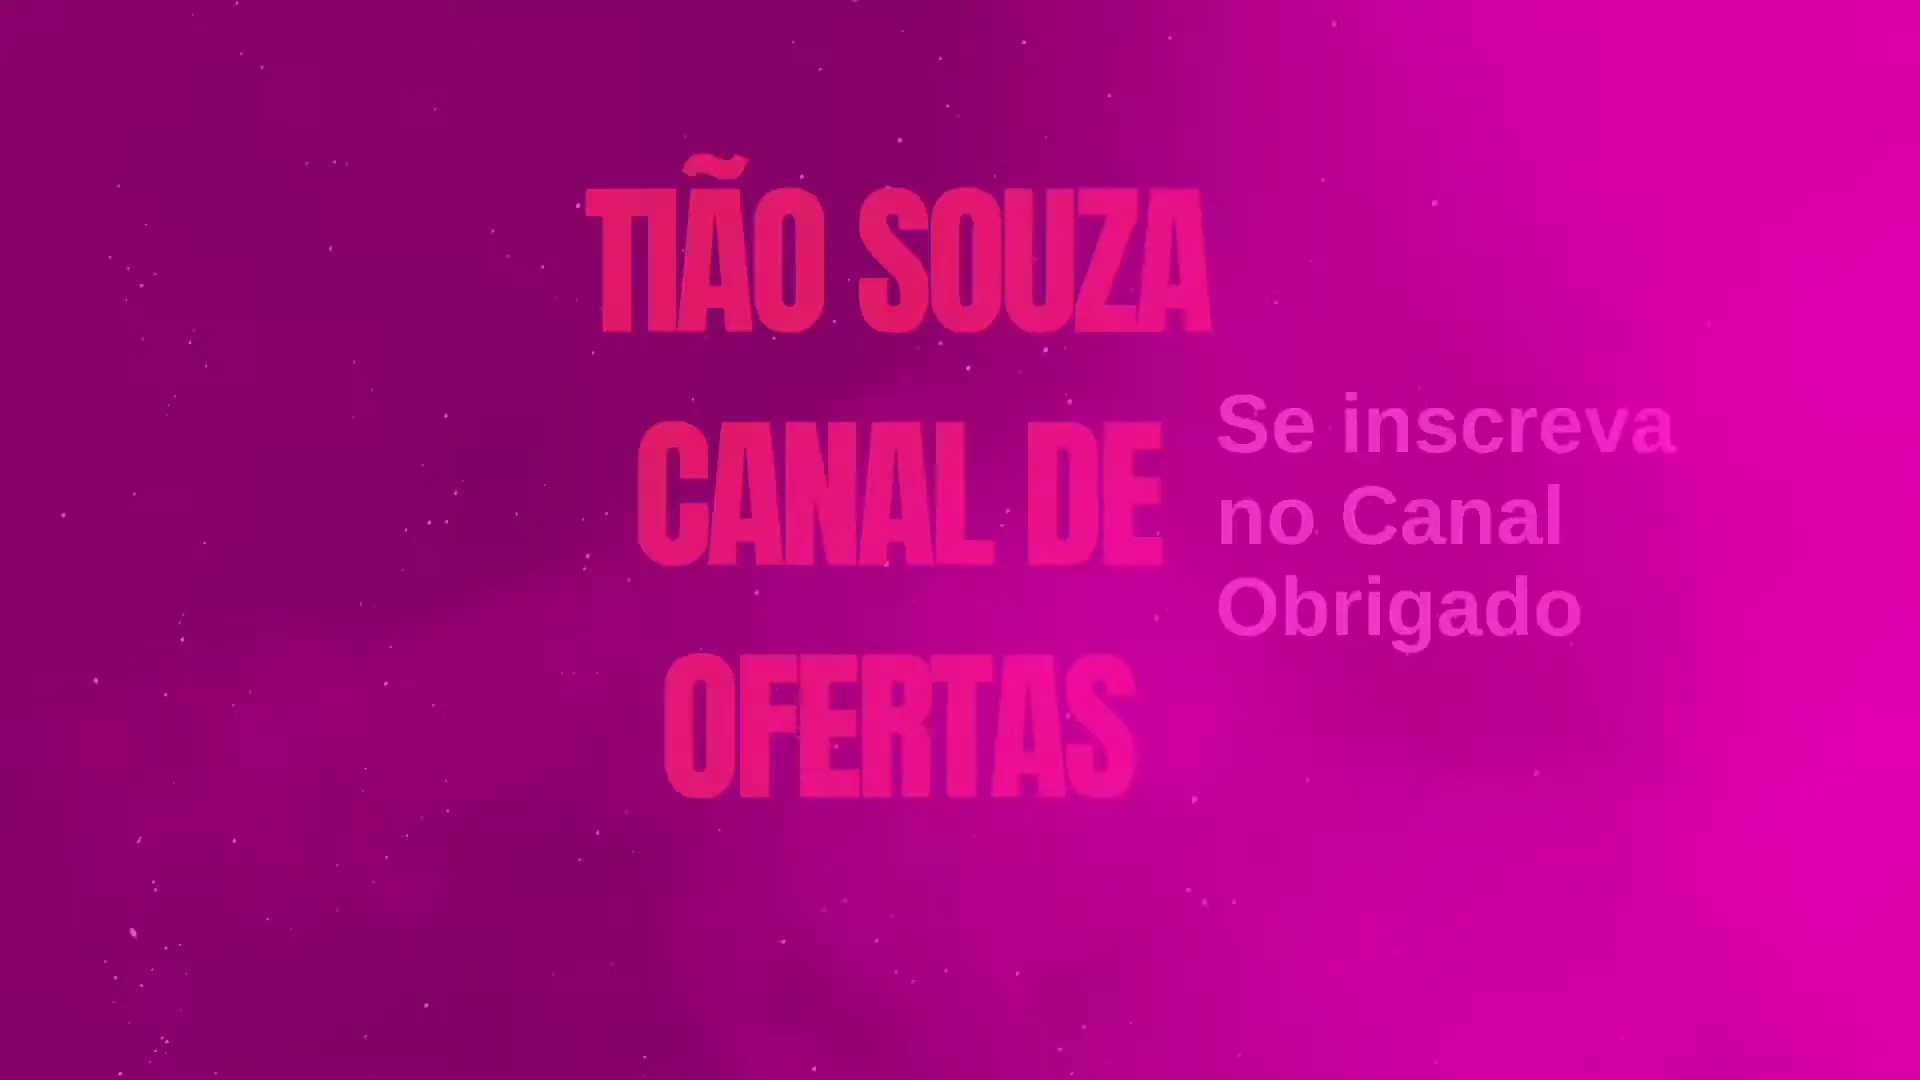 TIÃO SOUZA
CANAL DE
OFERTAS
Se inscreva
no Canal
Obrigado